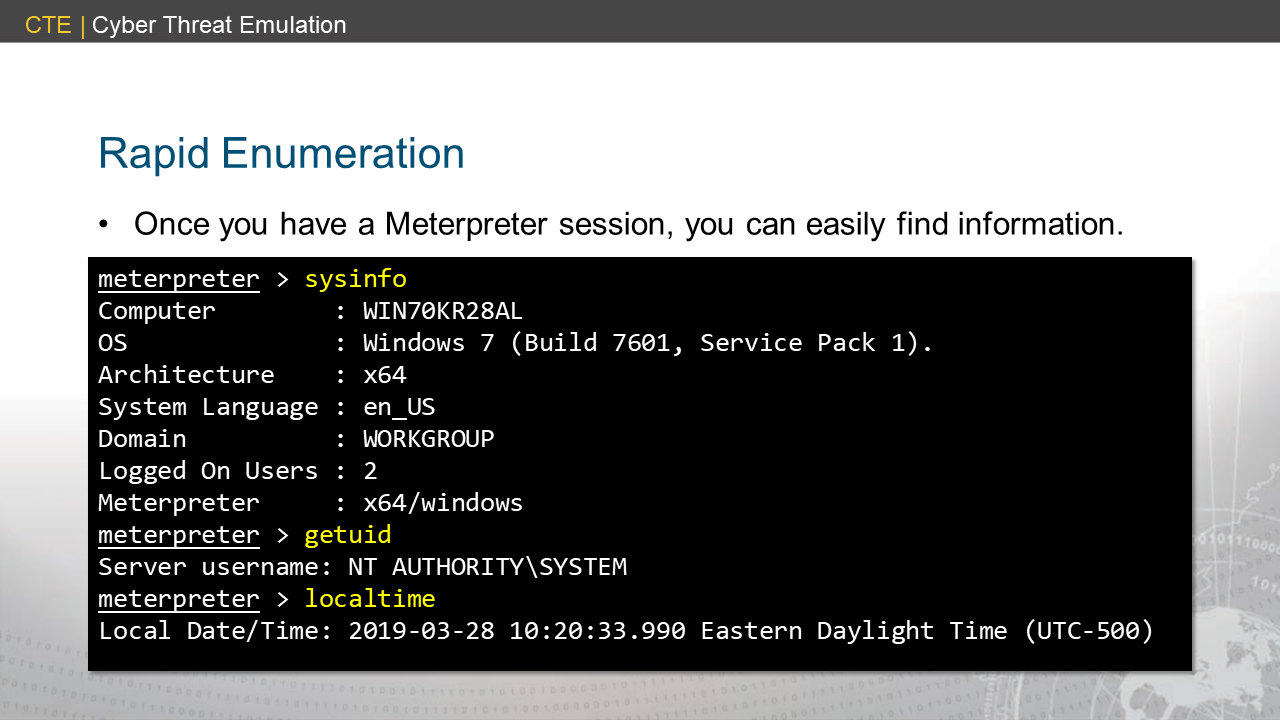 CTE | Cyber Threat Emulation
Rapid Enumeration
• Once you have a Meterpreter session, you can easily find information.
meterpreter > sysinfo
Computer        : WIN70KR28AL
OS              : Windows 7 (Build 7601, Service Pack 1).
Architecture    : x64
System Language : en_US
Domain          : WORKGROUP
Logged On Users : 2
Meterpreter     : x64/windows
meterpreter > getuid
Server username: NT AUTHORITY\SYSTEM
meterpreter > localtime
Local Date/Time: 2019-03-28 10:20:33.990 Eastern Daylight Time (UTC-500)